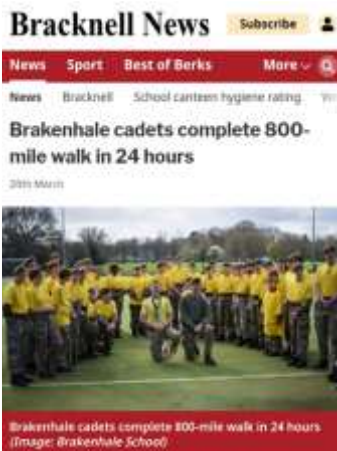 Bracknell News
Subscribe
News Sport Best of Berks More
News Bracknell School canteen hygiene rating
Brakenhale cadets complete 800-
mile walk in 24 hours
March
Brakenhale cadets complete 800-mile walk in 24 hours
(Image: Brakenhale School)